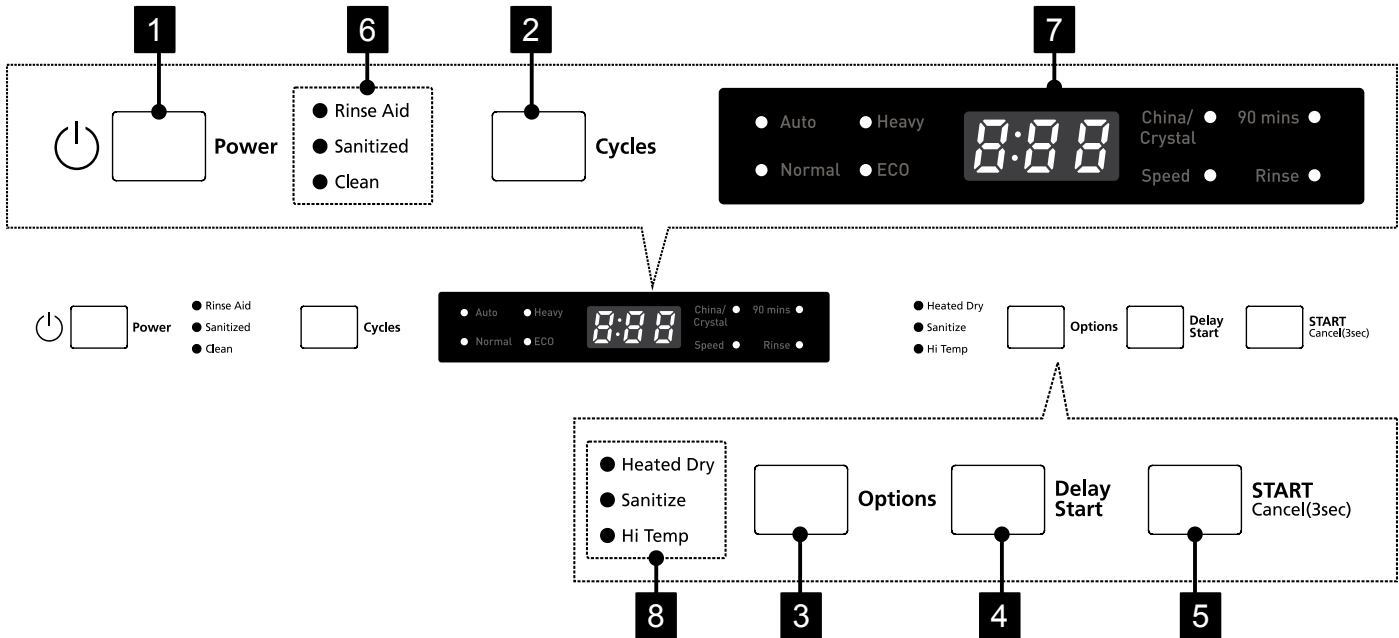 1
6
2
7
Power
Rinse Aid
Sanitized
Clean
Cycles
Auto
Heavy
Normal
ECO
8:88
China/
Crystal
90 mins
Speed
Rinse
Power
Rinse Aid
Sanitized
Clean
Cycles
Auto
Heavy
Normal
ECO
8:88
China/
Crystal
90 mins
Speed
Rinse
Heated Dry
Sanitize
Hi Temp
Options
Delay
Start
START
Cancel(3sec)
Heated Dry
Sanitize
Hi Temp
Options
Delay
Start
START
Cancel(3sec)
8
3
4
5